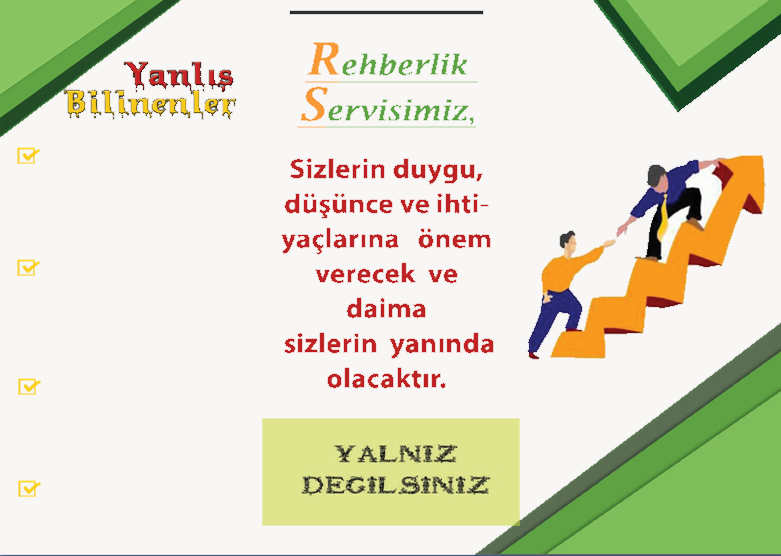 Yanlış
Bilinenler
Rehberlik
Servisimiz,
Sizlerin duygu,
düşünce ve ihti-
yaçlarına önem
verecek ve
daima
sizlerin yanında
olacaktır.
YALNIZ
DEGILSINIZ